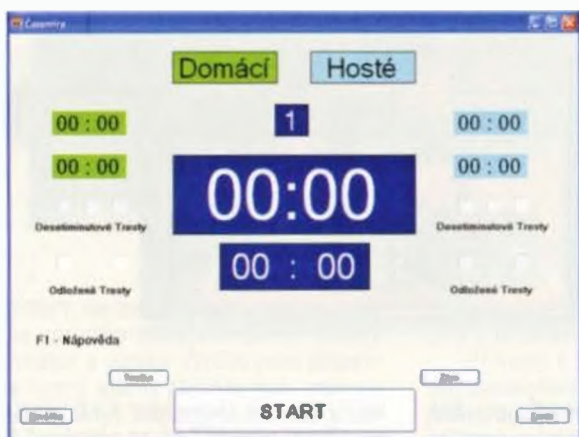 Casomira
Domácí Hosté
1
00 : 00 00 : 00
00:00
00 : 00 00 : 00
Desetiminutové Tresty Desetiminutové Tresty
00 : 00
Odložené Tresty Odložené Tresty
F1 - Nápověda
START